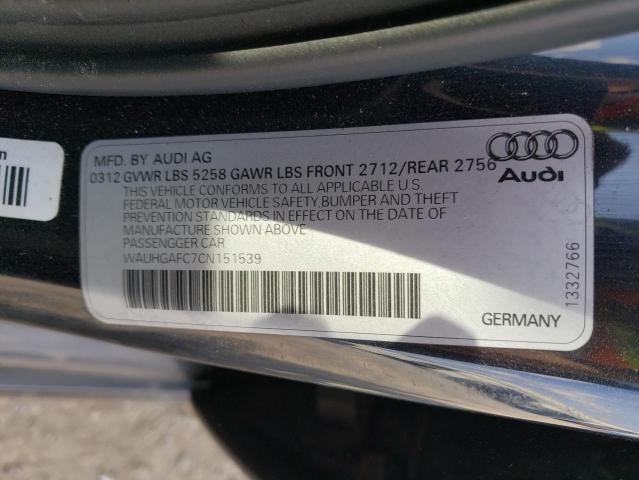 MFD. BY AUDI AG
0312 GVWR LBS 5258 GAWR LBS FRONT 2712/REAR 2756
THIS VEHICLE CONFORMS TO ALL APPLICABLE U.S.
FEDERAL MOTOR VEHICLE SAFETY,BUMPER AND THEFT
PREVENTION STANDARDS IN EFFECT ON THE DATE OF
MANUFACTURE SHOWN ABOVE
PASSENGGER CAR
WAUHGAFC7CN151539
Audi
1332766
GERMANY